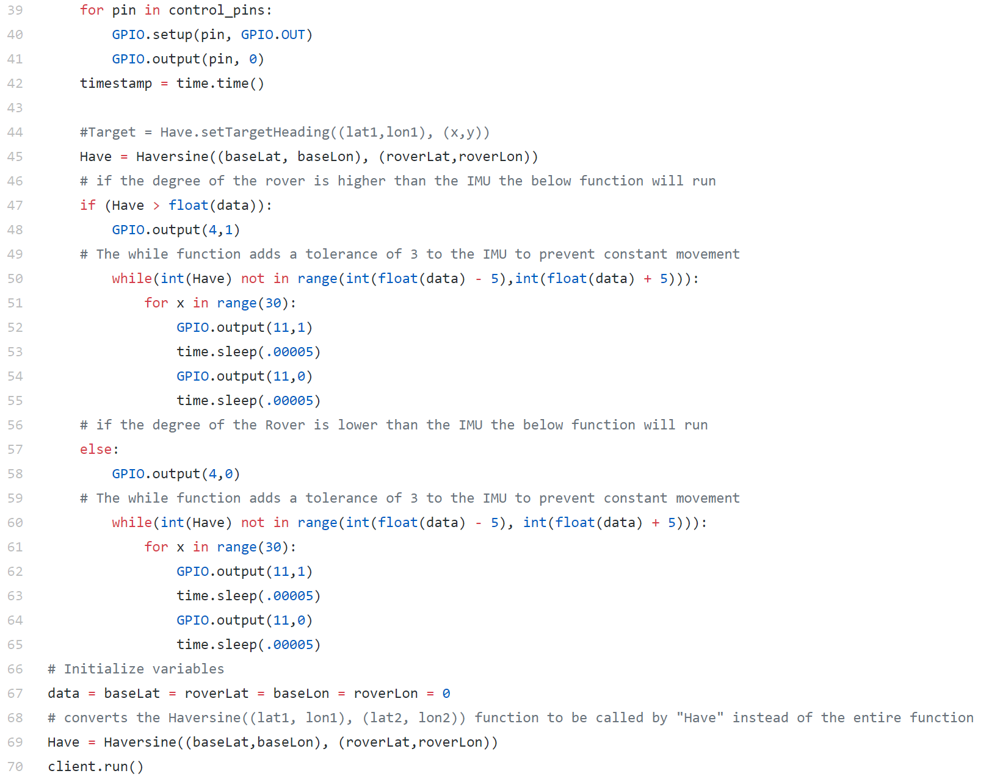 39 for pin in control_pins:
40 GPIO.setup(pin, GPIO.OUT)
41 GPIO.output(pin, 0)
42 timestamp = time.time()
43
44 #Target = Have.setTargetHeading((lat1,lon1), (x,y))
45 Have = Haversine((baseLat, baseLon), (roverLat,roverLon))
46 # if the degree of the rover is higher than the IMU the below function will run
47 if (Have > float(data)):
48 GPIO.output(4,1)
49 # The while function adds a tolerance of 3 to the IMU to prevent constant movement
50 while(int(Have) not in range(int(float(data) - 5),int(float(data) + 5))):
51 for x in range(30):
52 GPIO.output(11,1)
53 time.sleep(.00005)
54 GPIO.output(11,0)
55 time.sleep(.00005)
56 # if the degree of the Rover is lower than the IMU the below function will run
57 else:
58 GPIO.output(4,0)
59 # The while function adds a tolerance of 3 to the IMU to prevent constant movement
60 while(int(Have) not in range(int(float(data) - 5), int(float(data) + 5))):
61 for x in range(30):
62 GPIO.output(11,1)
63 time.sleep(.00005)
64 GPIO.output(11,0)
65 time.sleep(.00005)
66 # Initialize variables
67 data = baseLat = roverLat = baseLon = roverLon = 0
68 # converts the Haversine((lat1, lon1), (lat2, lon2)) function to be called by "Have" instead of the entire function
69 Have = Haversine((baseLat,baseLon), (roverLat,roverLon))
70 client.run()